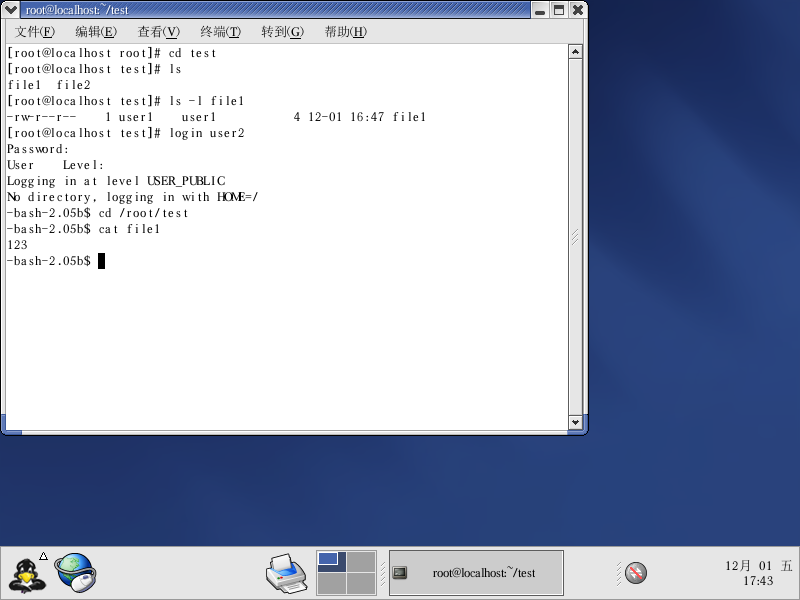 root@localhost:~/test
文件(F) 编辑(E) 查看(V) 终端(T) 转到(G) 帮助(H)
[root@localhost root]# cd test
[root@localhost test]# ls
file1  file2
[root@localhost test]# ls -l file1
-rw-r--r--    1 user1    user1           4 12-01 16:47 file1
[root@localhost test]# login user2
Password:
User    Level:
Logging in at level USER_PUBLIC
No directory, logging in with HOME=/
-bash-2.05b$ cd /root/test
-bash-2.05b$ cat file1
123
-bash-2.05b$
root@localhost:~/test
12月 01 五
17:43